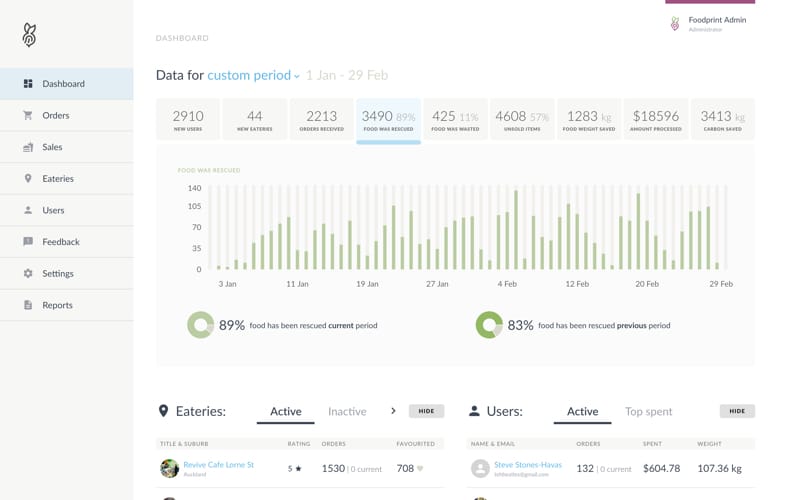 Foodprint Admin
Administrator
DASHBOARD
Data for custom period 1 Jan - 29 Feb
Dashboard
Orders
Sales
Eateries
Users
Feedback
Settings
Reports
2910
NEW USERS
44
NEW EATERIES
2213
ORDERS RECEIVED
3490 89%
FOOD WAS RESCUED
425 11%
FOOD WAS WASTED
4608 57%
UNSOLD ITEMS
1283 kg
FOOD WEIGHT SAVED
$18596
AMOUNT PROCESSED
3413 kg
CARBON SAVED
FOOD WAS RESCUED
140
105
70
35
0
3 Jan 11 Jan 19 Jan 27 Jan 4 Feb 12 Feb 20 Feb 29 Feb
89% food has been rescued current period
83% food has been rescued previous period
Eateries: Active Inactive HIDE
TITLE & SUBURB RATING ORDERS FAVOURITED
Revive Cafe Lorne St
Auckland
5 1530 | 0 current 708
Users: Active Top spent HIDE
NAME & EMAIL ORDERS SPENT WEIGHT
Steve Stones-Havas
132 | 0 current $604.78 107.36 kg